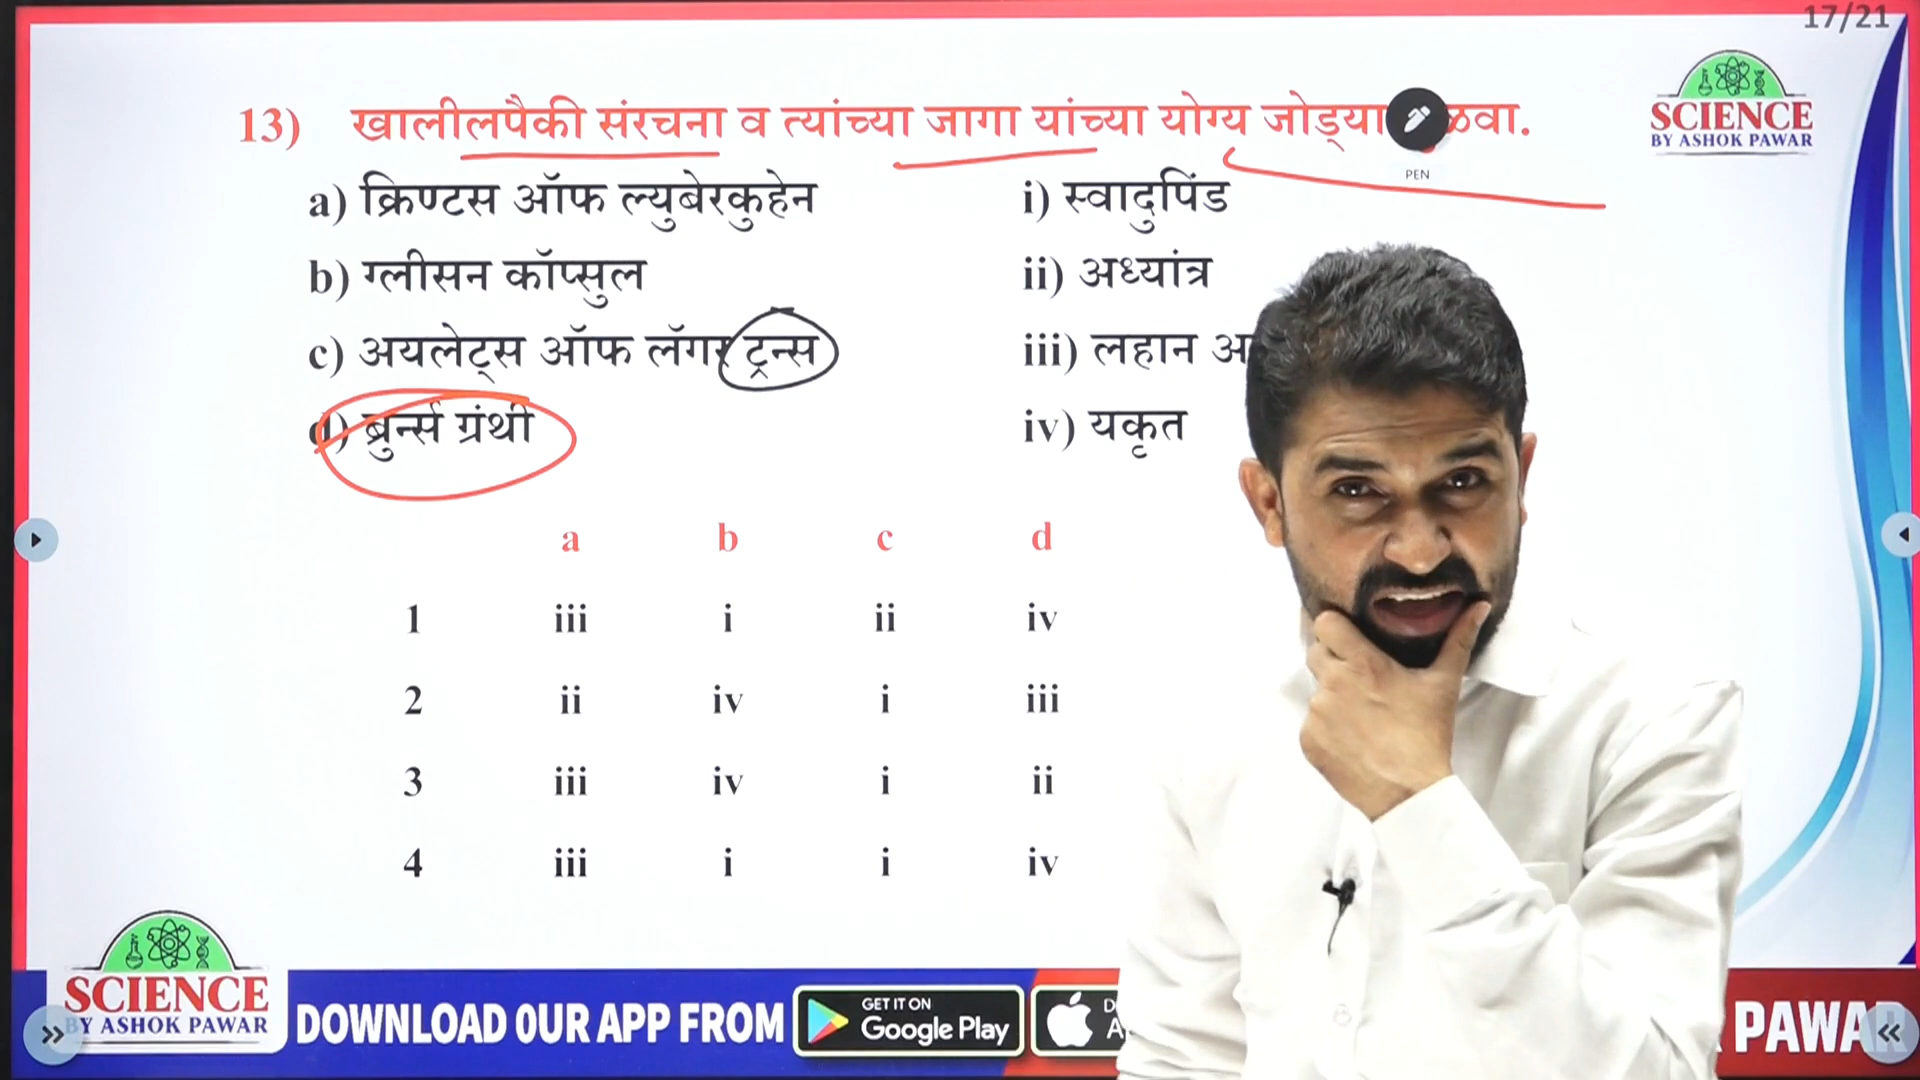 17/21
13) खालीलपैकी संरचना व त्यांच्या जागा यांच्या योग्य जोड्या ळवा.
SCIENCE
BY ASHOK PAWAR
PEN
a) क्रिण्टस ऑफ ल्युबेरकुहेन i) स्वादुपिंड
b) ग्लीसन कॉप्सुल ii) अध्यांत्र
c) अयलेट्स ऑफ लॅगर ट्रन्स iii) लहान
d) ब्रुर्न्स ग्रंथी iv) यकृत
a b c d
1 iii i ii iv
2 ii iv i iii
3 iii iv i ii
4 iii i i iv
SCIENCE
BY ASHOK PAWAR
DOWNLOAD OUR APP FROM
GET IT ON
Google Play
PAWA